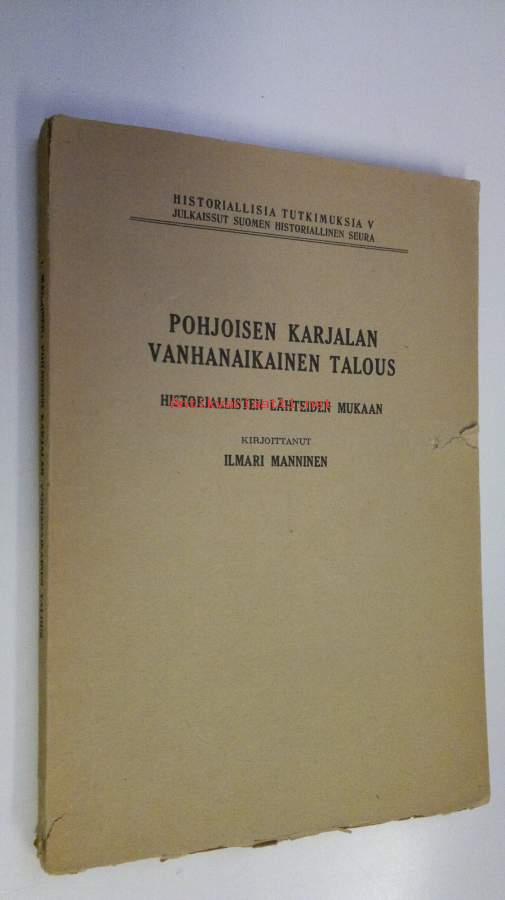 HISTORIALLISIA TUTKIMUKSIA V
JULKAISSUT SUOMEN HISTORIALLINEN SEURA
POHJOISEN KARJALAN
VANHANAIKAINEN TALOUS
HISTORIALLISTEN LÄHTEIDEN MUKAAN
KIRJOITTANUT
ILMARI MANNINEN